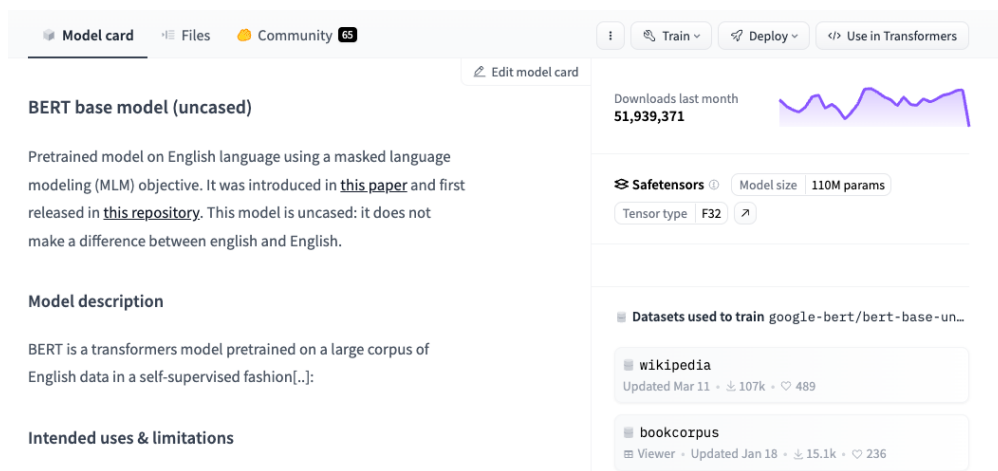 Model card
Files
Community 65
Train
Deploy
</> Use in Transformers
Edit model card
BERT base model (uncased)
Pretrained model on English language using a masked language
modeling (MLM) objective. It was introduced in this paper and first
released in this repository. This model is uncased: it does not
make a difference between english and English.
Model description
BERT is a transformers model pretrained on a large corpus of
English data in a self-supervised fashion[..]:
Intended uses & limitations
Downloads last month
51,939,371
Safetensors
Model size 110M params
Tensor type F32
Datasets used to train google-bert/bert-base-un…
wikipedia
Updated Mar 11 • 107k • 489
bookcorpus
Viewer • Updated Jan 18 • 15.1k • 236